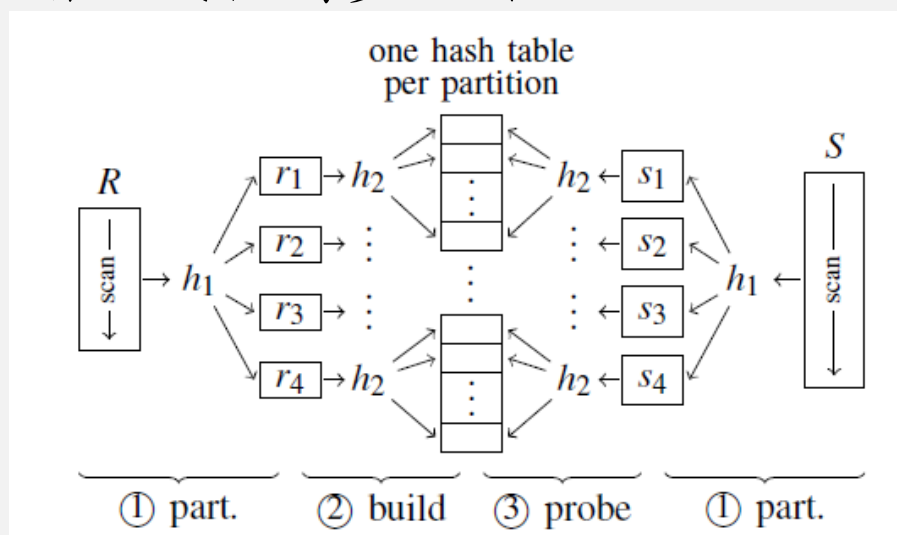 one hash table
per partition
R
S
scan
h1
r1
h2
h2
s1
r2
⋮
⋮
⋮
s2
h1
scan
r3
⋮
⋮
⋮
s3
r4
h2
⋮
h2
s4
① part.
② build
③ probe
① part.